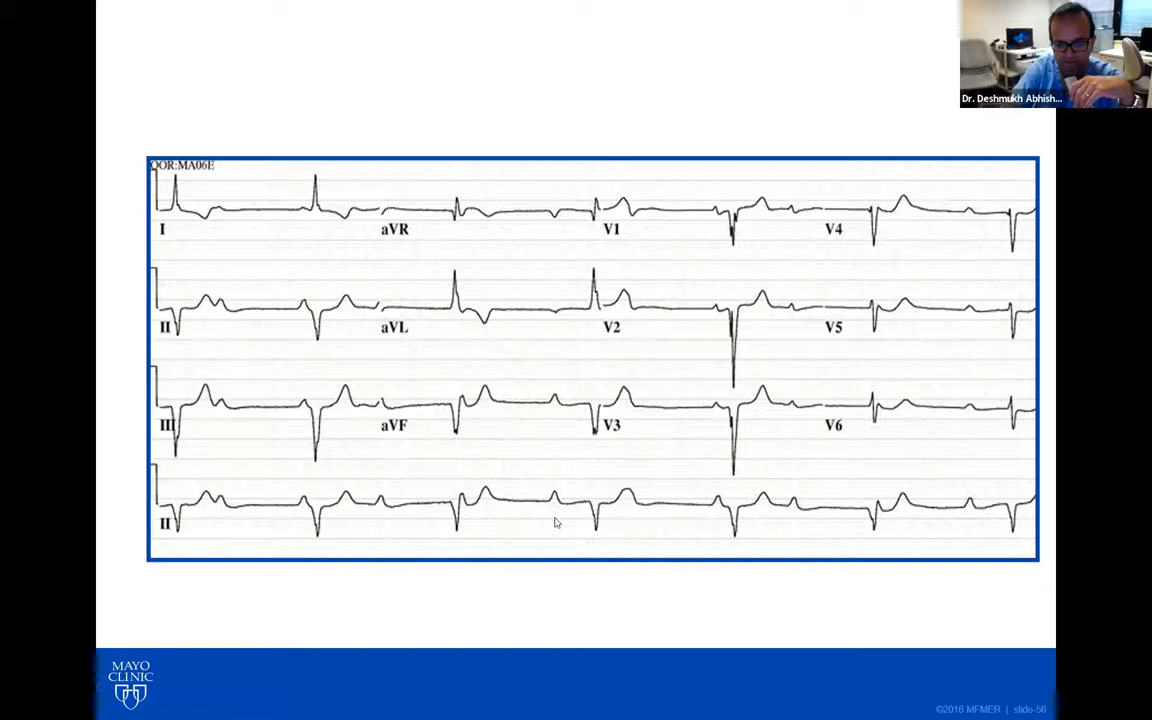 Dr. Deshmukh Abhish...
QOR:MA06E
I aVR V1 V4
II aVL V2 V5
III aVF V3 V6
II
MAYO
CLINIC
©2016 MFMER | slide-56